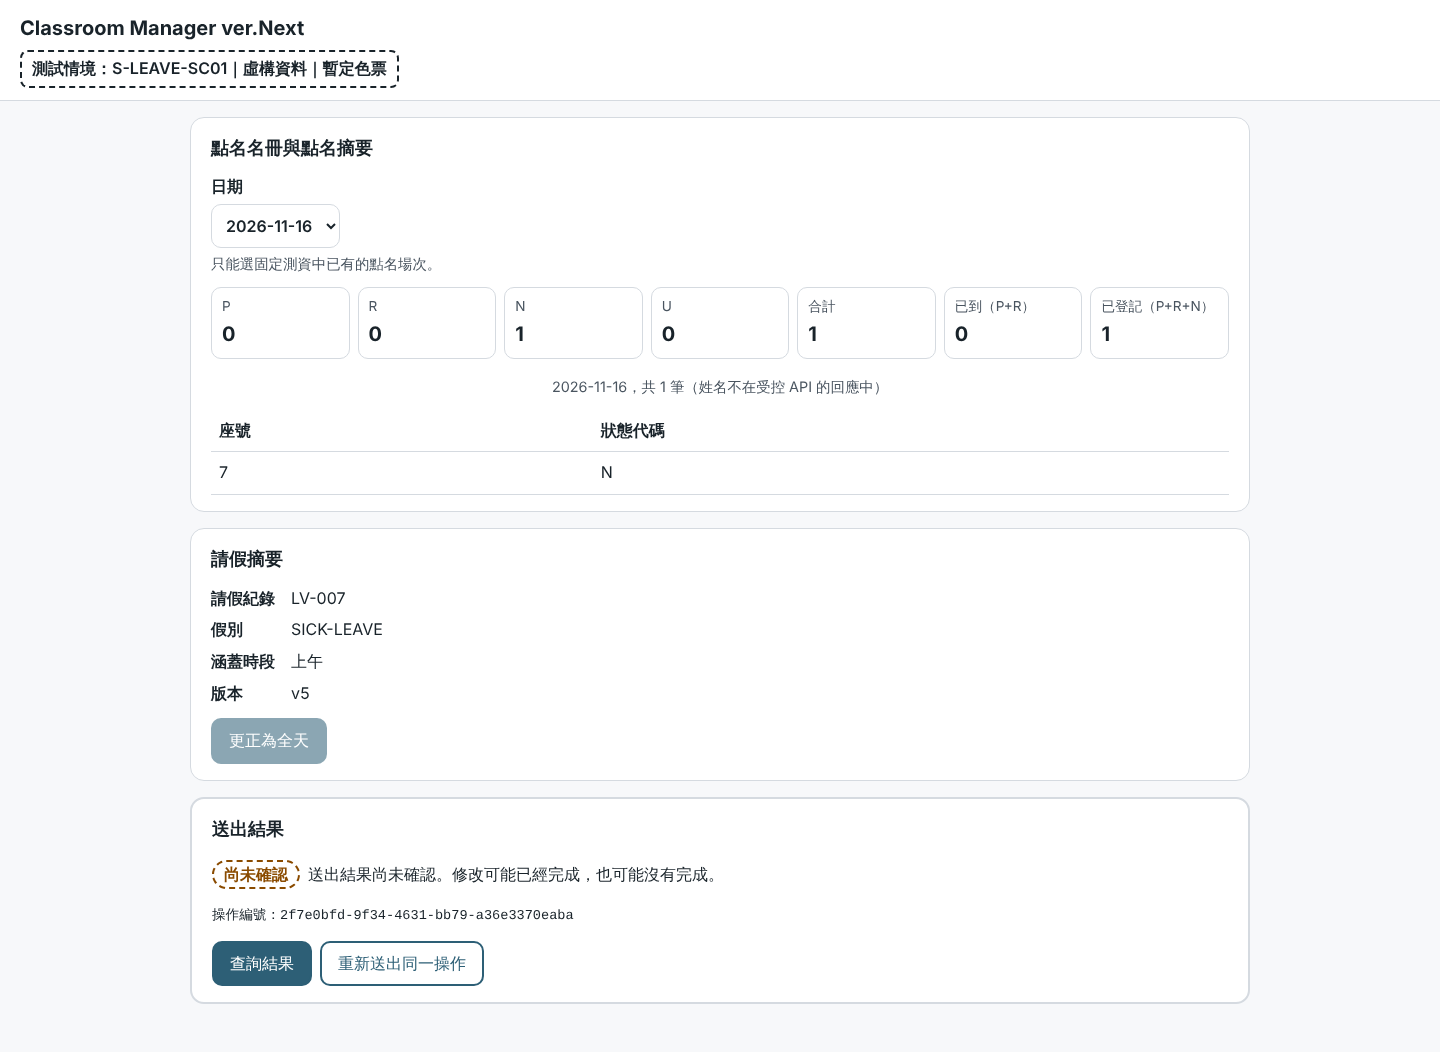 Classroom Manager ver.Next
測試情境：S-LEAVE-SC01｜虛構資料｜暫定色票
點名名冊與點名摘要
日期
2026-11-16
只能選固定測資中已有的點名場次。
P
0
R
0
N
1
U
0
合計
1
已到（P+R）
0
已登記（P+R+N）
1
2026-11-16，共 1 筆（姓名不在受控 API 的回應中）
座號 狀態代碼
7 N
請假摘要
請假紀錄 LV-007
假別 SICK-LEAVE
涵蓋時段 上午
版本 v5
更正為全天
送出結果
尚未確認 送出結果尚未確認。修改可能已經完成，也可能沒有完成。
操作編號：2f7e0bfd-9f34-4631-bb79-a36e3370eaba
查詢結果 重新送出同一操作